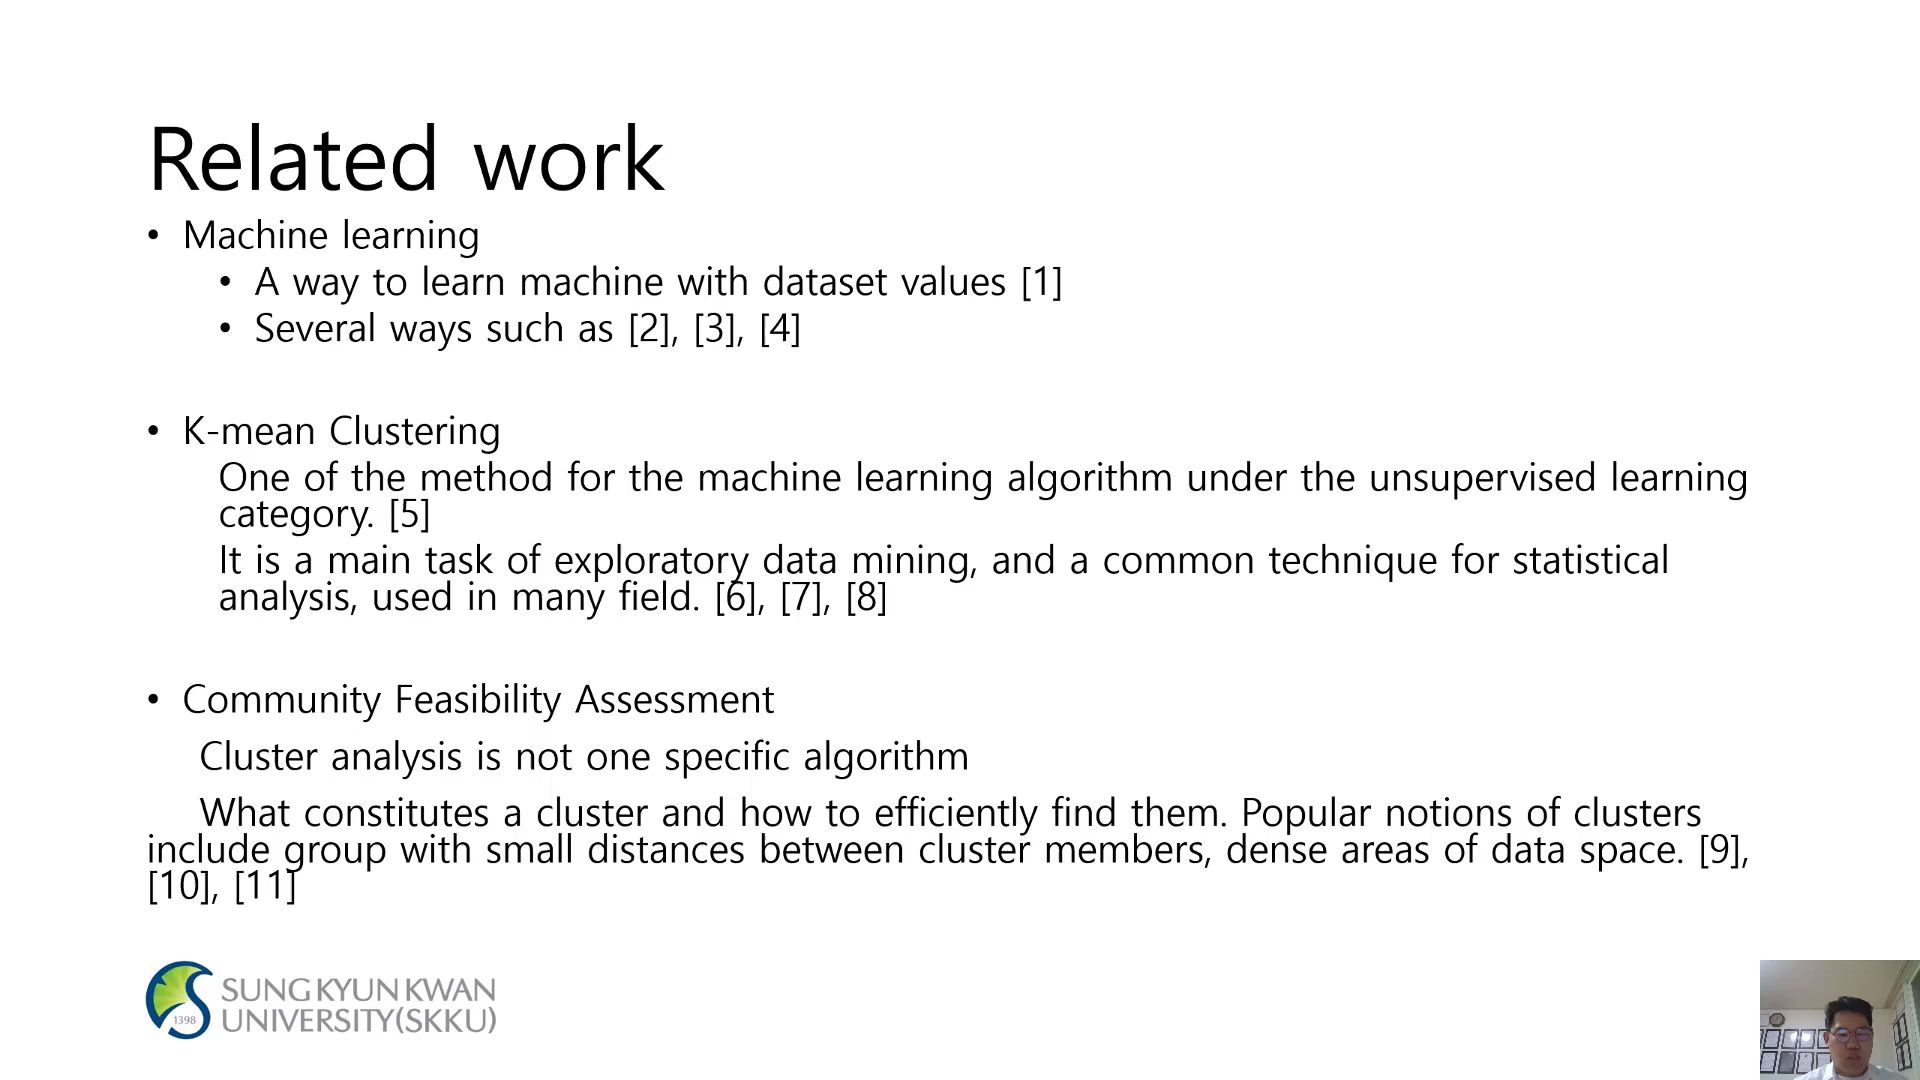 Related work
• Machine learning
• A way to learn machine with dataset values [1]
• Several ways such as [2], [3], [4]
• K-mean Clustering
One of the method for the machine learning algorithm under the unsupervised learning
category. [5]
It is a main task of exploratory data mining, and a common technique for statistical
analysis, used in many field. [6], [7], [8]
• Community Feasibility Assessment
Cluster analysis is not one specific algorithm
What constitutes a cluster and how to efficiently find them. Popular notions of clusters
include group with small distances between cluster members, dense areas of data space. [9],
[10], [11]
1398
SUNG KYUN KWAN
UNIVERSITY(SKKU)